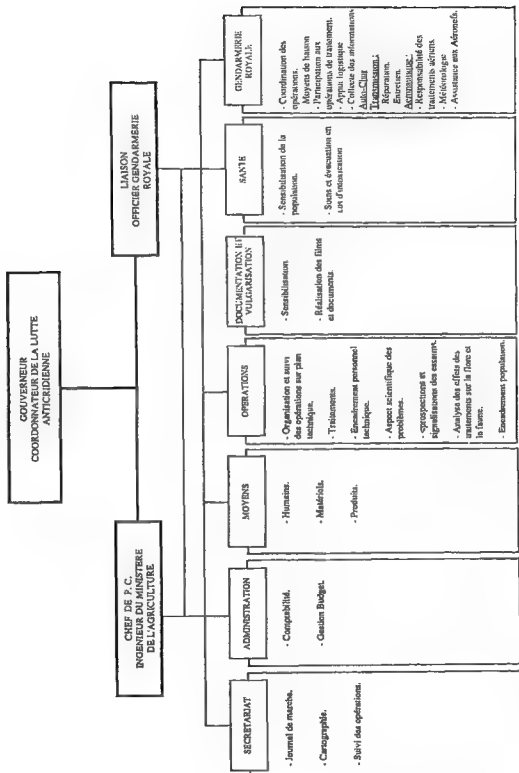 GOUVERNEUR
COORDONNATEUR DE LA LUTTE
ANTICRIDIENNE
CHEF DE P.C.
INGENIEUR DU MINISTERE
DE L'AGRICULTURE
LIAISON
OFFICIER GENDARMERIE
ROYALE
SECRETARIAT
- Journal de marche.
- Cartographie.
- Suivi des opérations.
ADMINISTRATION
- Comptabilité.
- Gestion Budget.
MOYENS
- Humains.
- Matériels.
- Produits.
OPERATIONS
- Organisation et suivi
des opérations sur plan
technique.
- Traitements.
- Encadrement personnel
technique.
- Aspect scientifique des
problèmes.
- prospections et
signalisations des essaims.
- Analyse des effets des
traitements sur la flore et
la faune.
- Encadrement population.
DOCUMENTATION ET
VULGARISATION
- Sensibilisation
- Réalisation des films
et documents.
SANTE
- Sensibilisation de la
population.
- Soins et évacuation en
cas d'intoxication
GENDARMERIE
ROYALE
- Coordination des
opérations.
Moyens de liaison
- Participation aux
opérations de traitement.
- Appui logistique
- Collecte des informations
Auto-Char
Transmission :
Réparation.
Entretien.
Aéronautique :
- Responsabilité des
traitements aériens.
- Météorologie
- Assistance aux Aéronefs.